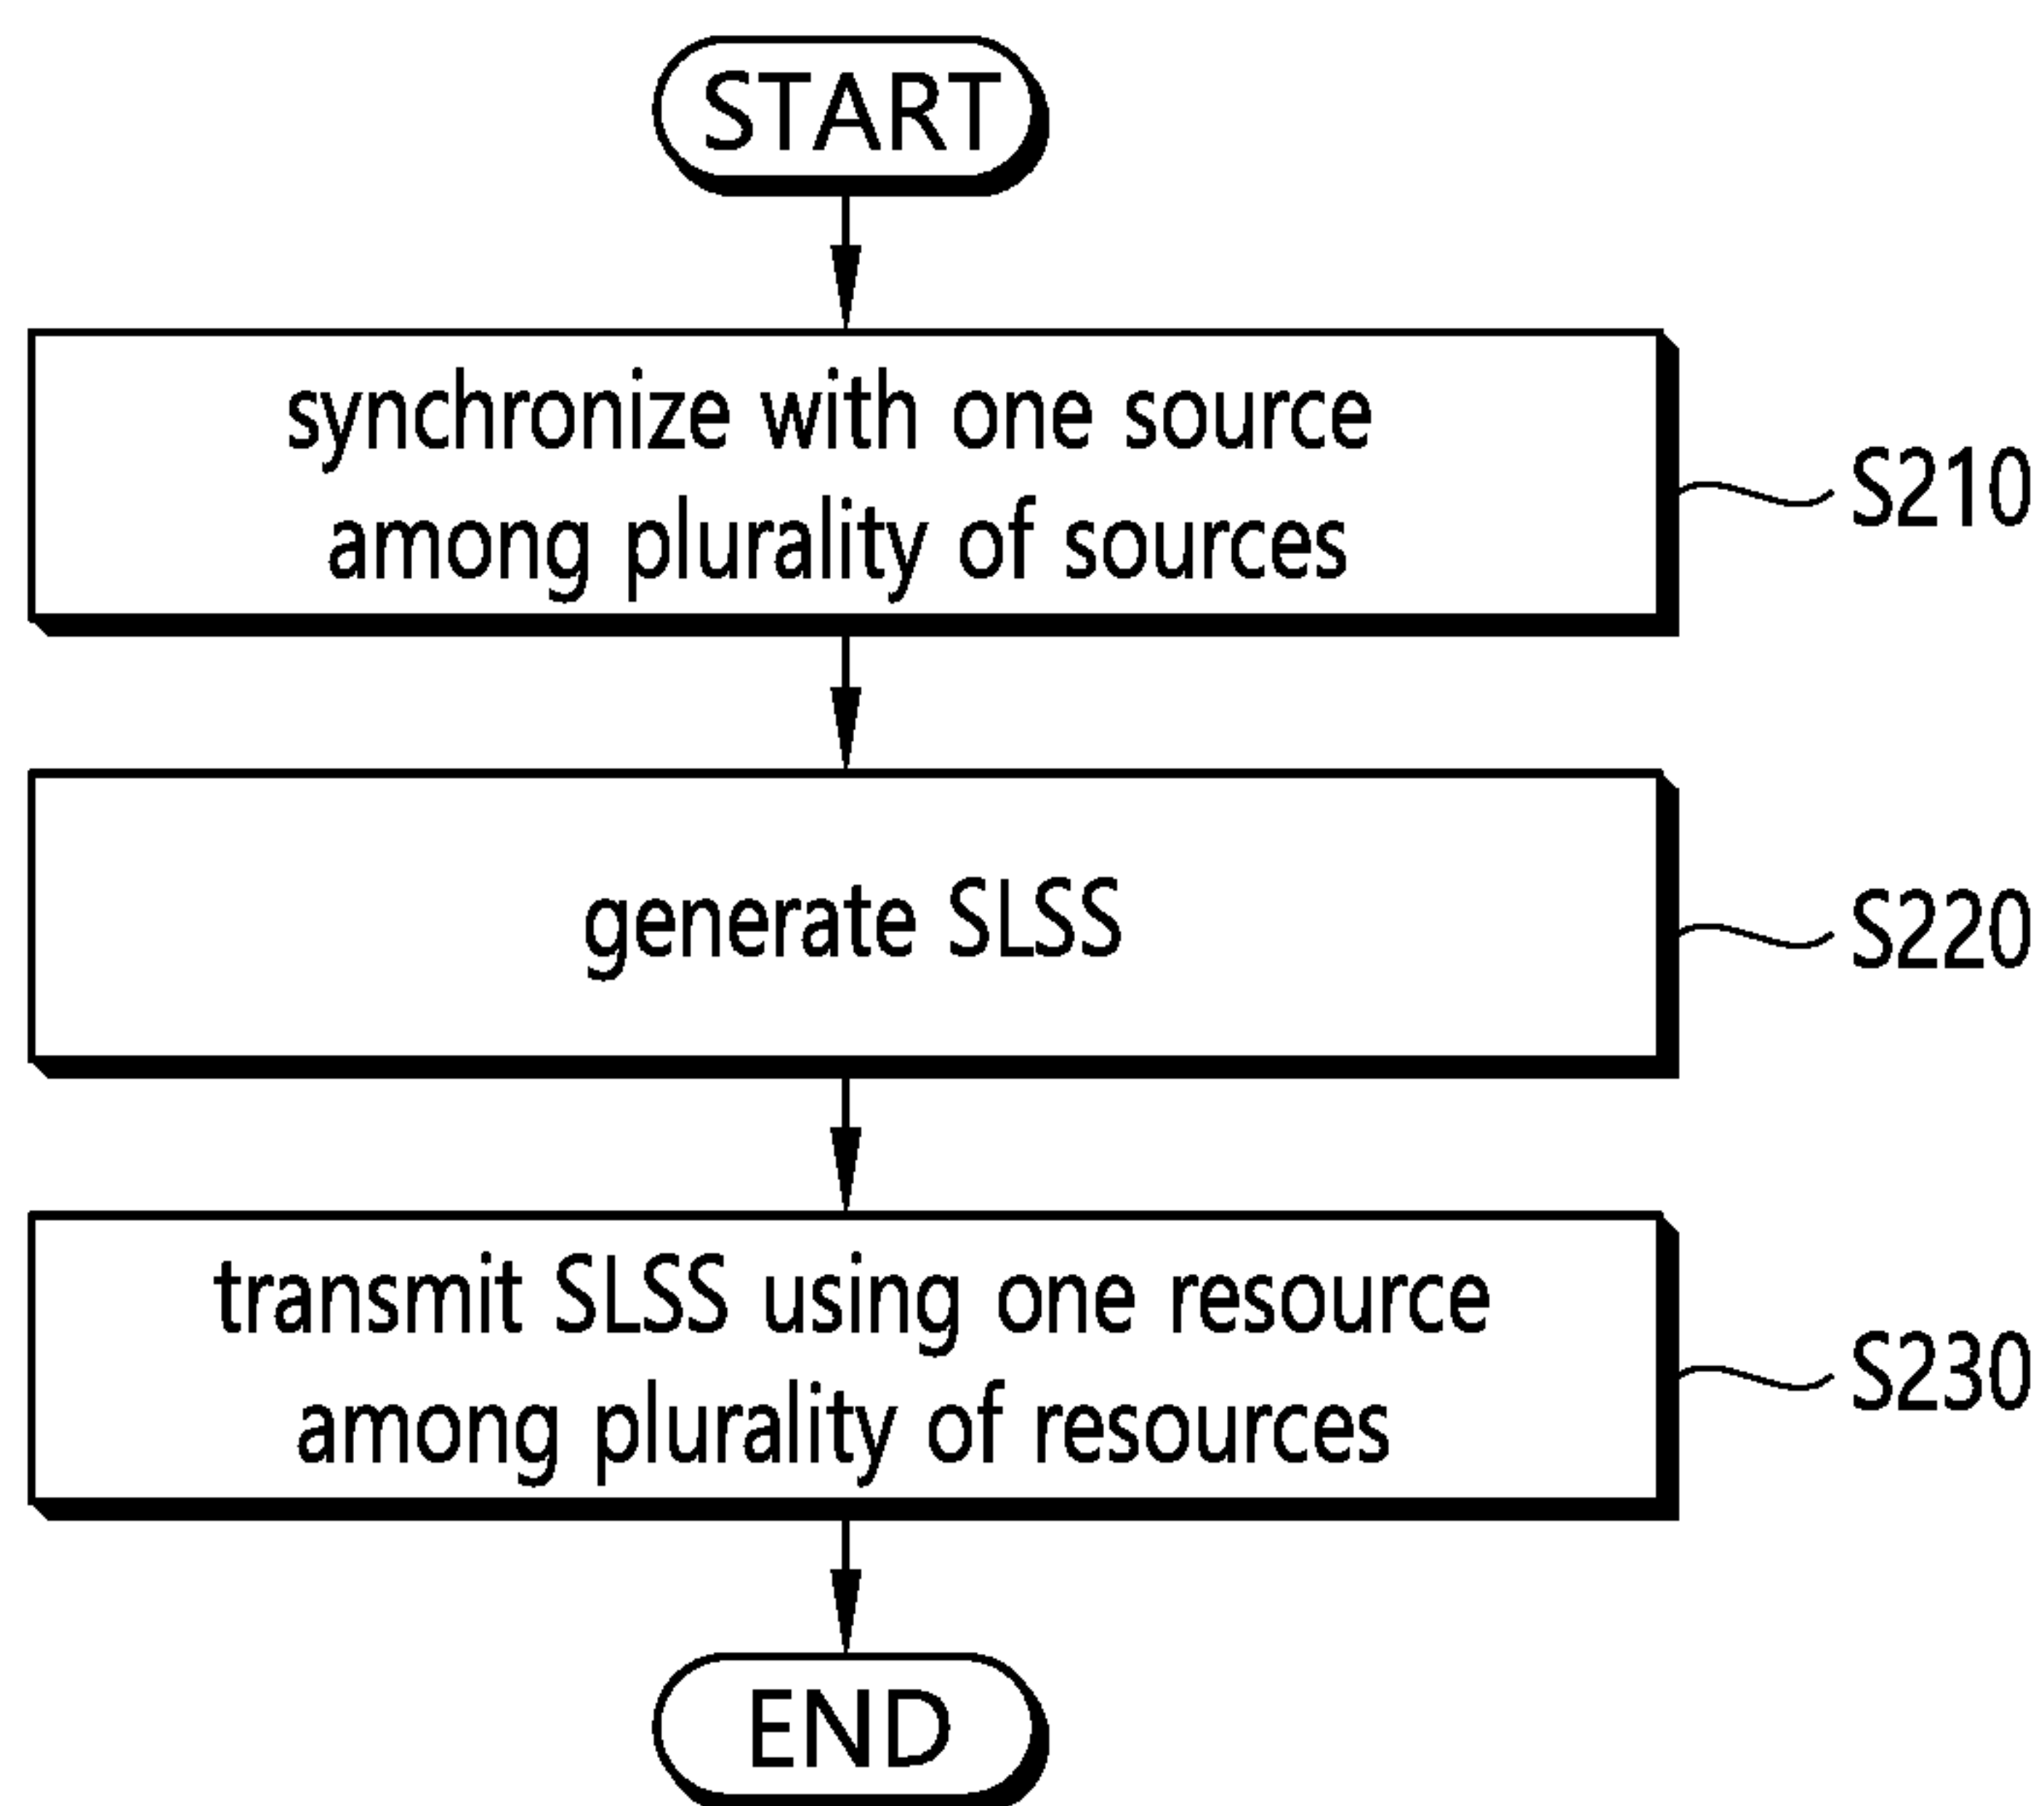 START
synchronize with one source
among plurality of sources
S210
generate SLSS
S220
transmit SLSS using one resource
among plurality of resources
S230
END